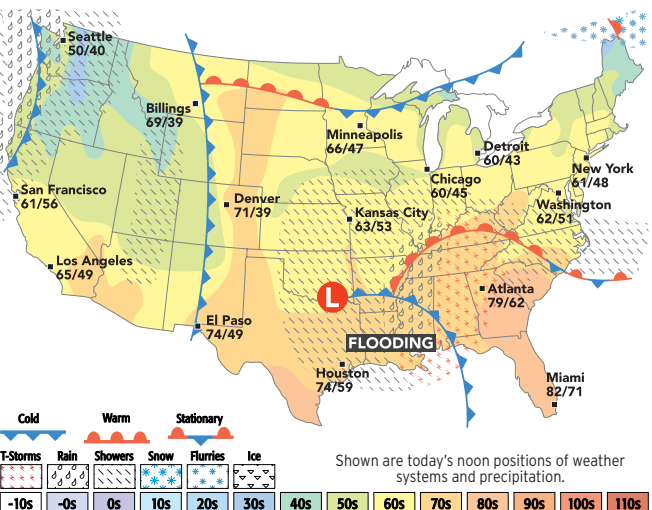 Seattle
50/40
Billings
69/39
Minneapolis
66/47
Detroit
60/43
New York
61/48
Chicago
60/45
San Francisco
61/56
Denver
71/39
Kansas City
63/53
Washington
62/51
Los Angeles
65/49
L
Atlanta
79/62
El Paso
74/49
FLOODING
Houston
74/59
Miami
82/71
Cold
Warm
Stationary
T-Storms Rain Showers Snow Flurries Ice
Shown are today's noon positions of weather
systems and precipitation.
-10s -0s 0s 10s 20s 30s 40s 50s 60s 70s 80s 90s 100s 110s